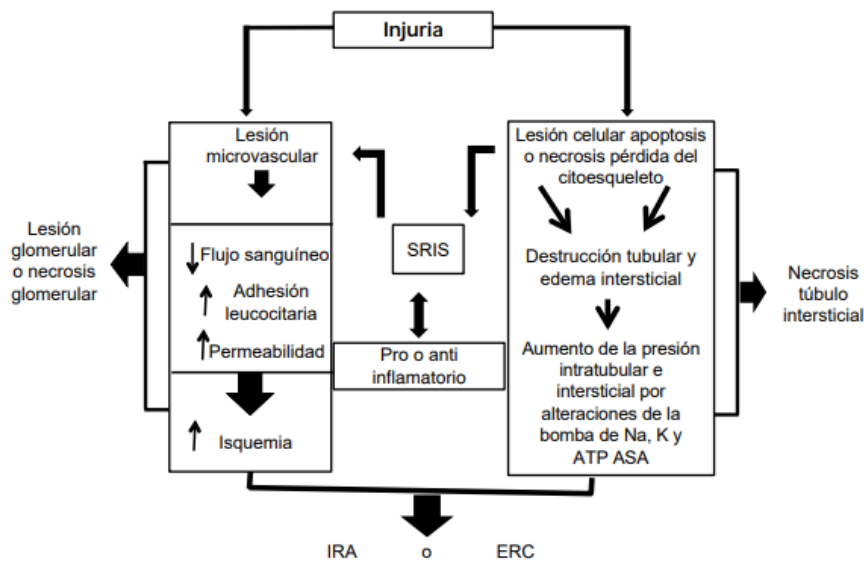 Injuria
Lesión
microvascular
Flujo sanguíneo
Adhesión
leucocitaria
Permeabilidad
Isquemia
Lesión
glomerular
o necrosis
glomerular
SRIS
Pro o anti
inflamatorio
Lesión celular apoptosis
o necrosis pérdida del
citoesqueleto
Destrucción tubular y
edema intersticial
Aumento de la presión
intratubular e
intersticial por
alteraciones de la
bomba de Na, K y
ATP ASA
Necrosis
túbulo
intersticial
IRA o ERC